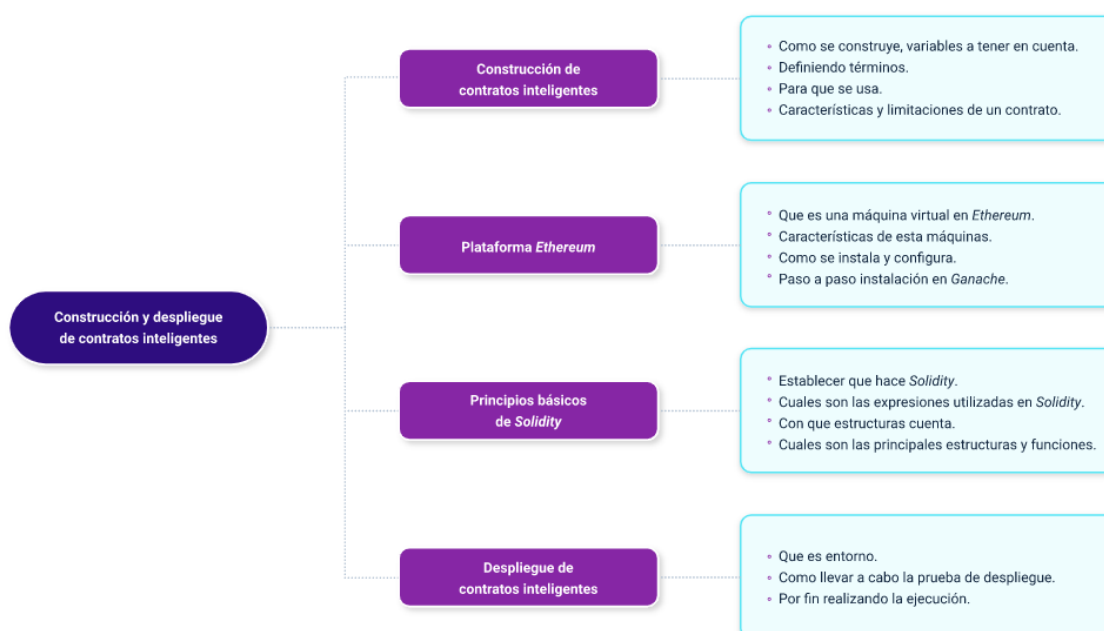 Construcción y despliegue
de contratos inteligentes
Construcción de
contratos inteligentes
Como se construye, variables a tener en cuenta.
Definiendo términos.
Para que se usa.
Características y limitaciones de un contrato.
Plataforma Ethereum
Que es una máquina virtual en Ethereum.
Características de esta máquinas.
Como se instala y configura.
Paso a paso instalación en Ganache.
Principios básicos
de Solidity
Establecer que hace Solidity.
Cuales son las expresiones utilizadas en Solidity.
Con que estructuras cuenta.
Cuales son las principales estructuras y funciones.
Despliegue de
contratos inteligentes
Que es entorno.
Como llevar a cabo la prueba de despliegue.
Por fin realizando la ejecución.